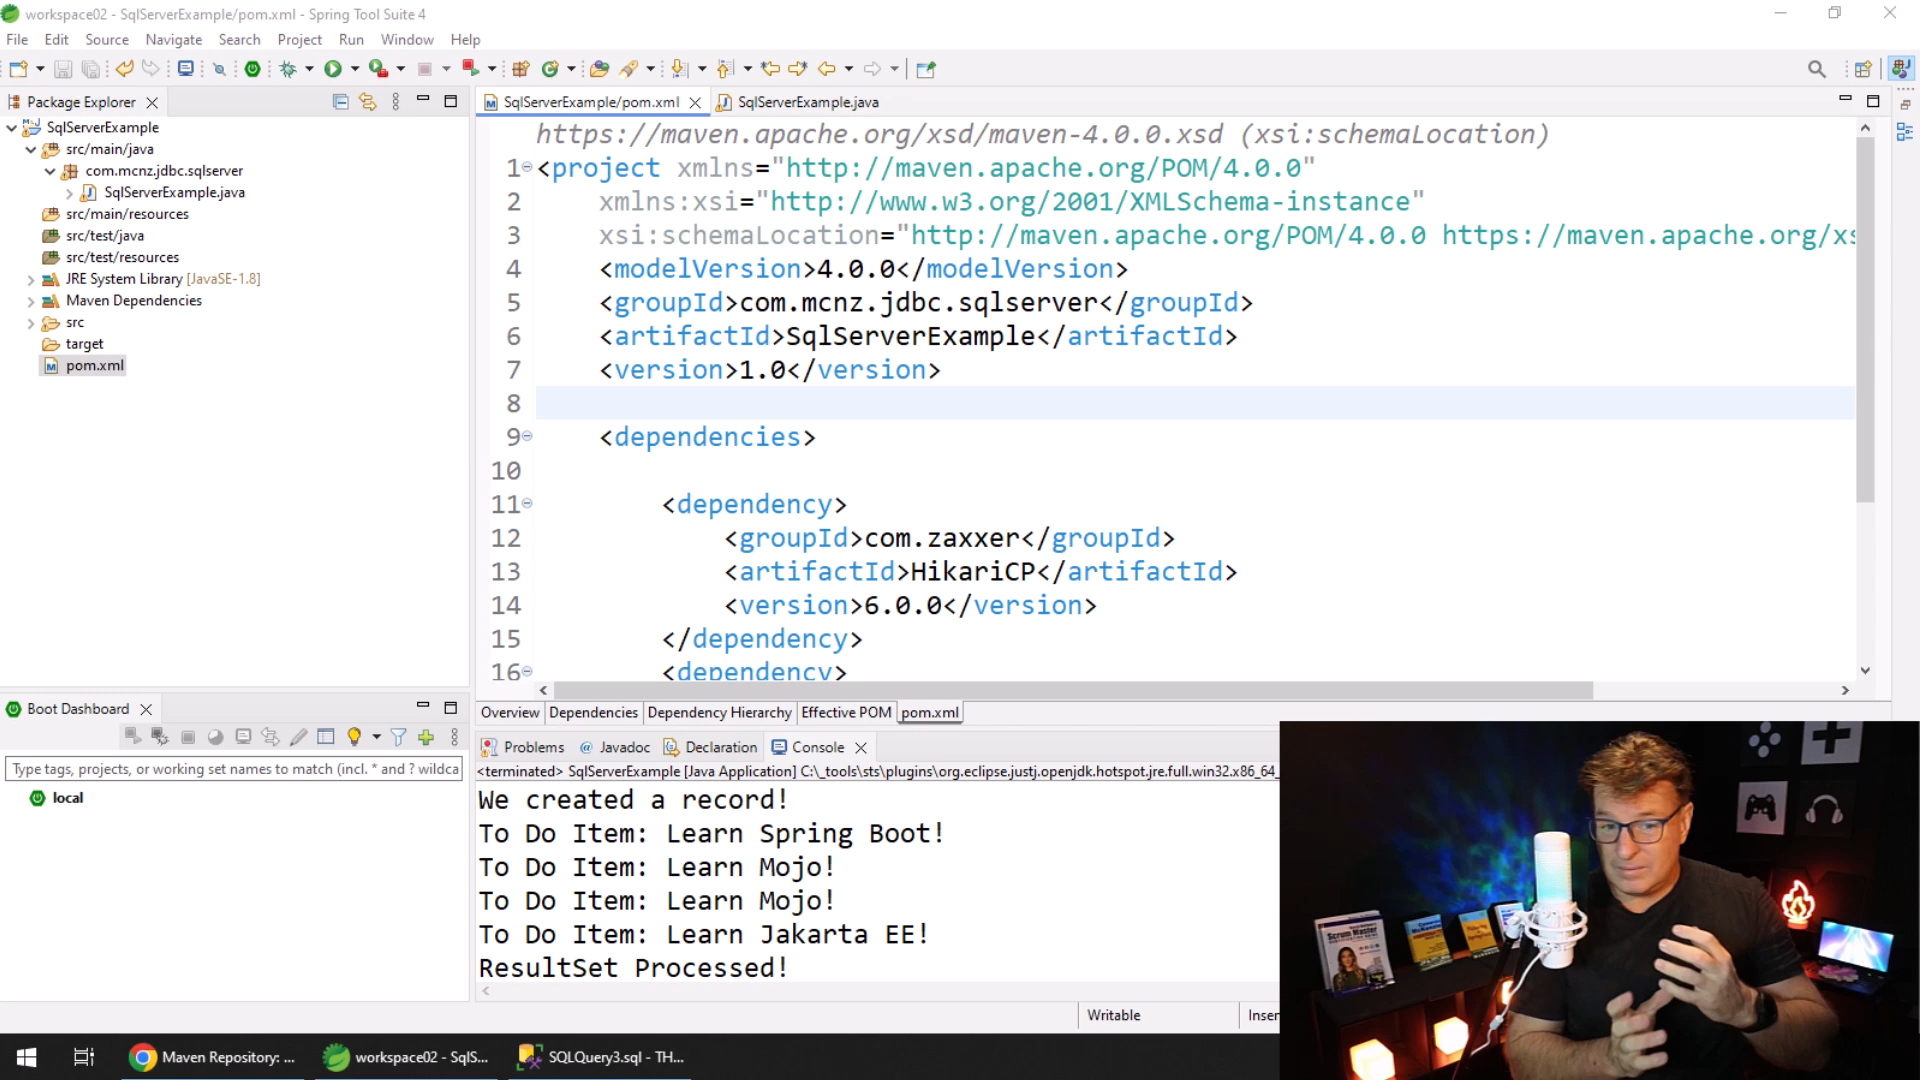 workspace02 - SqlServerExample/pom.xml - Spring Tool Suite 4
File Edit Source Navigate Search Project Run Window Help
Package Explorer
SqlServerExample
src/main/java
com.mcnz.jdbc.sqlserver
SqlServerExample.java
src/main/resources
src/test/java
src/test/resources
JRE System Library [JavaSE-1.8]
Maven Dependencies
src
target
pom.xml
SqlServerExample/pom.xml SqlServerExample.java
https://maven.apache.org/xsd/maven-4.0.0.xsd (xsi:schemaLocation)
1 <project xmlns="http://maven.apache.org/POM/4.0.0"
2 xmlns:xsi="http://www.w3.org/2001/XMLSchema-instance"
3 xsi:schemaLocation="http://maven.apache.org/POM/4.0.0 https://maven.apache.org/xs
4 <modelVersion>4.0.0</modelVersion>
5 <groupId>com.mcnz.jdbc.sqlserver</groupId>
6 <artifactId>SqlServerExample</artifactId>
7 <version>1.0</version>
8
9 <dependencies>
10
11 <dependency>
12 <groupId>com.zaxxer</groupId>
13 <artifactId>HikariCP</artifactId>
14 <version>6.0.0</version>
15 </dependency>
16 <dependency>
Overview Dependencies Dependency Hierarchy Effective POM pom.xml
Boot Dashboard
Type tags, projects, or working set names to match (incl. * and ? wildca
local
Problems @ Javadoc Declaration Console
<terminated> SqlServerExample [Java Application] C:\_tools\sts\plugins\org.eclipse.justj.openjdk.hotspot.jre.full.win32.x86_64_
We created a record!
To Do Item: Learn Spring Boot!
To Do Item: Learn Mojo!
To Do Item: Learn Mojo!
To Do Item: Learn Jakarta EE!
ResultSet Processed!
Writable Inser
Scrum Master
Maven Repository: ... workspace02 - SqlS... SQLQuery3.sql - TH...